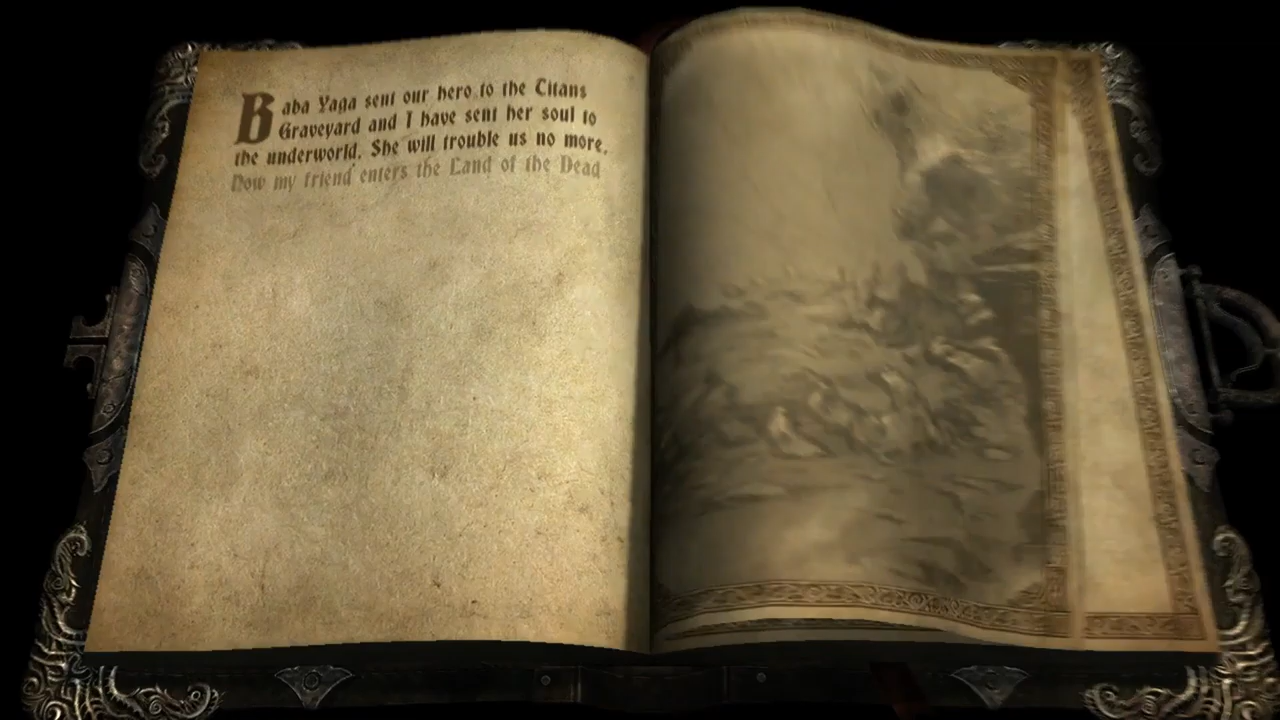 Baba Yaga sent our hero to the Titans
Graveyard and I have sent her soul to
the underworld. She will trouble us no more.
Now my friend enters the Land of the Dead